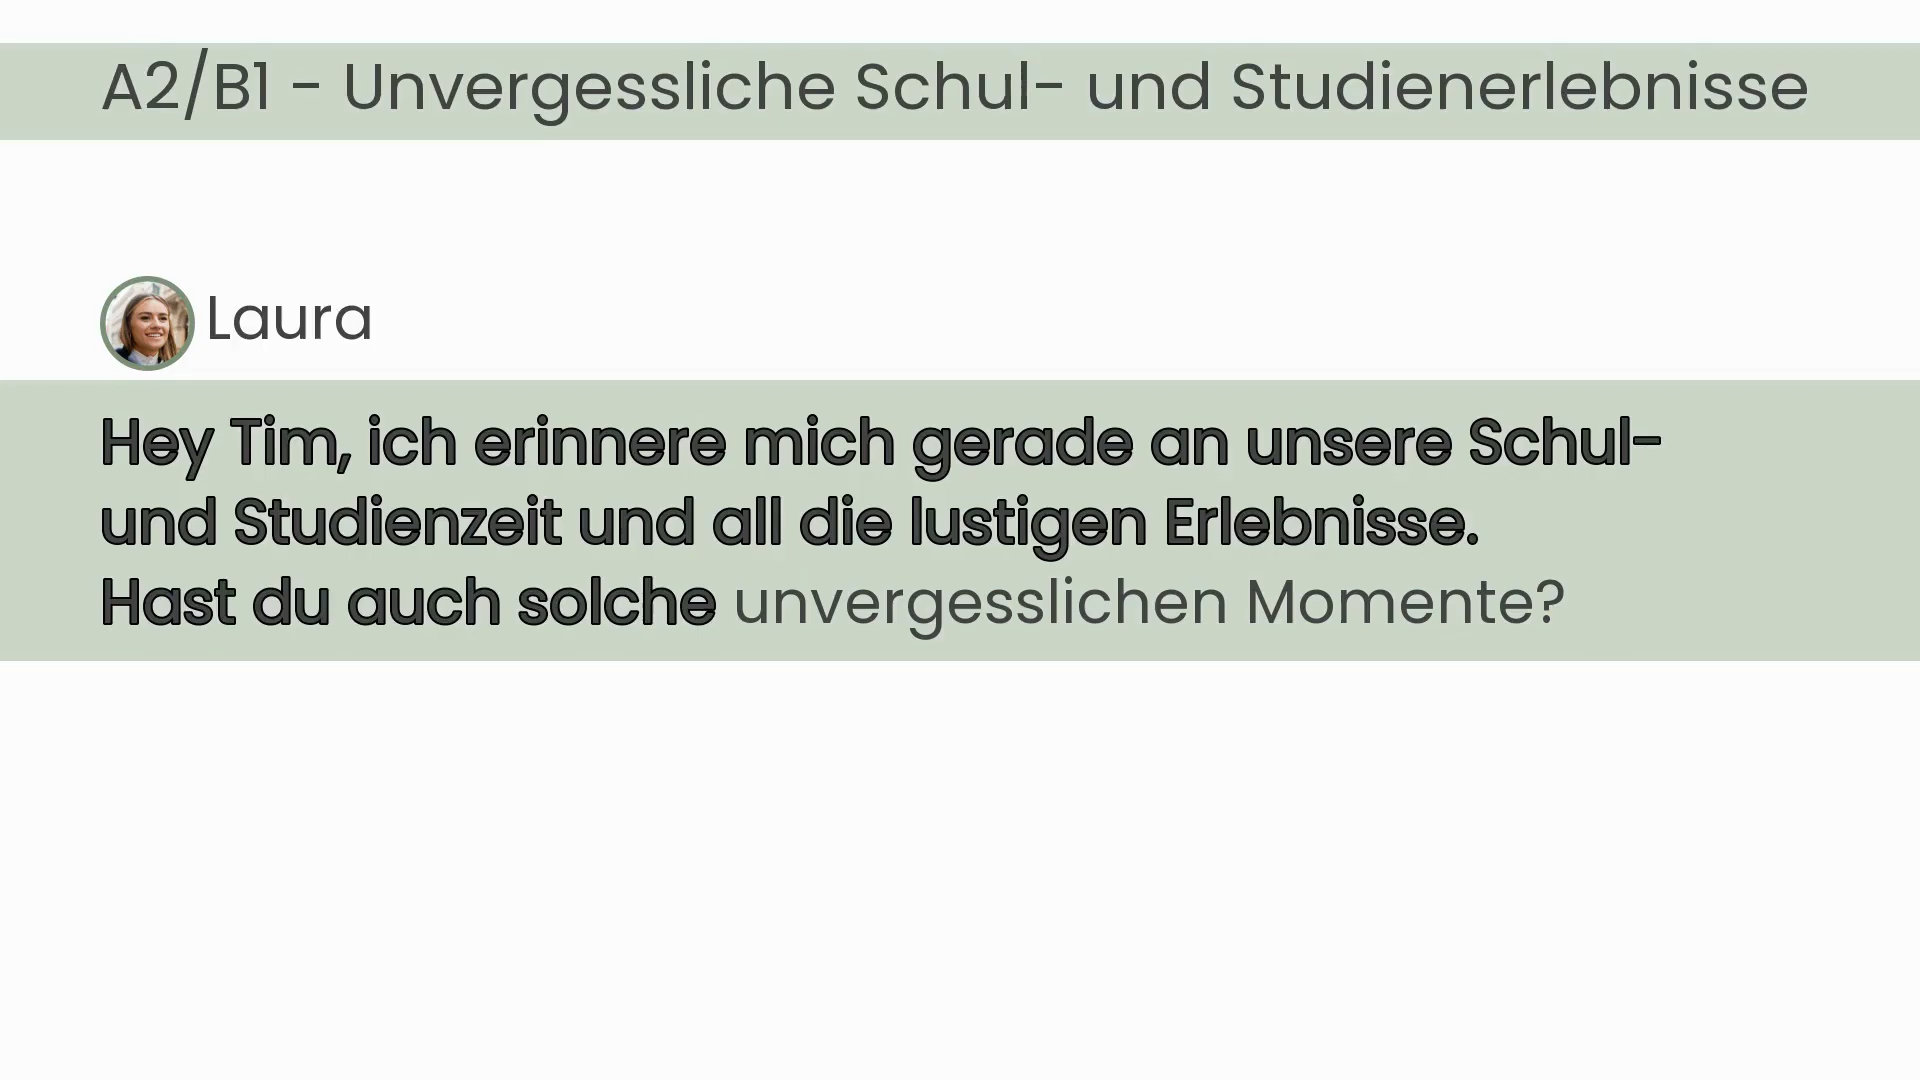 A2/B1 - Unvergessliche Schul- und Studienerlebnisse
Laura
Hey Tim, ich erinnere mich gerade an unsere Schul-
und Studienzeit und all die lustigen Erlebnisse.
Hast du auch solche unvergesslichen Momente?